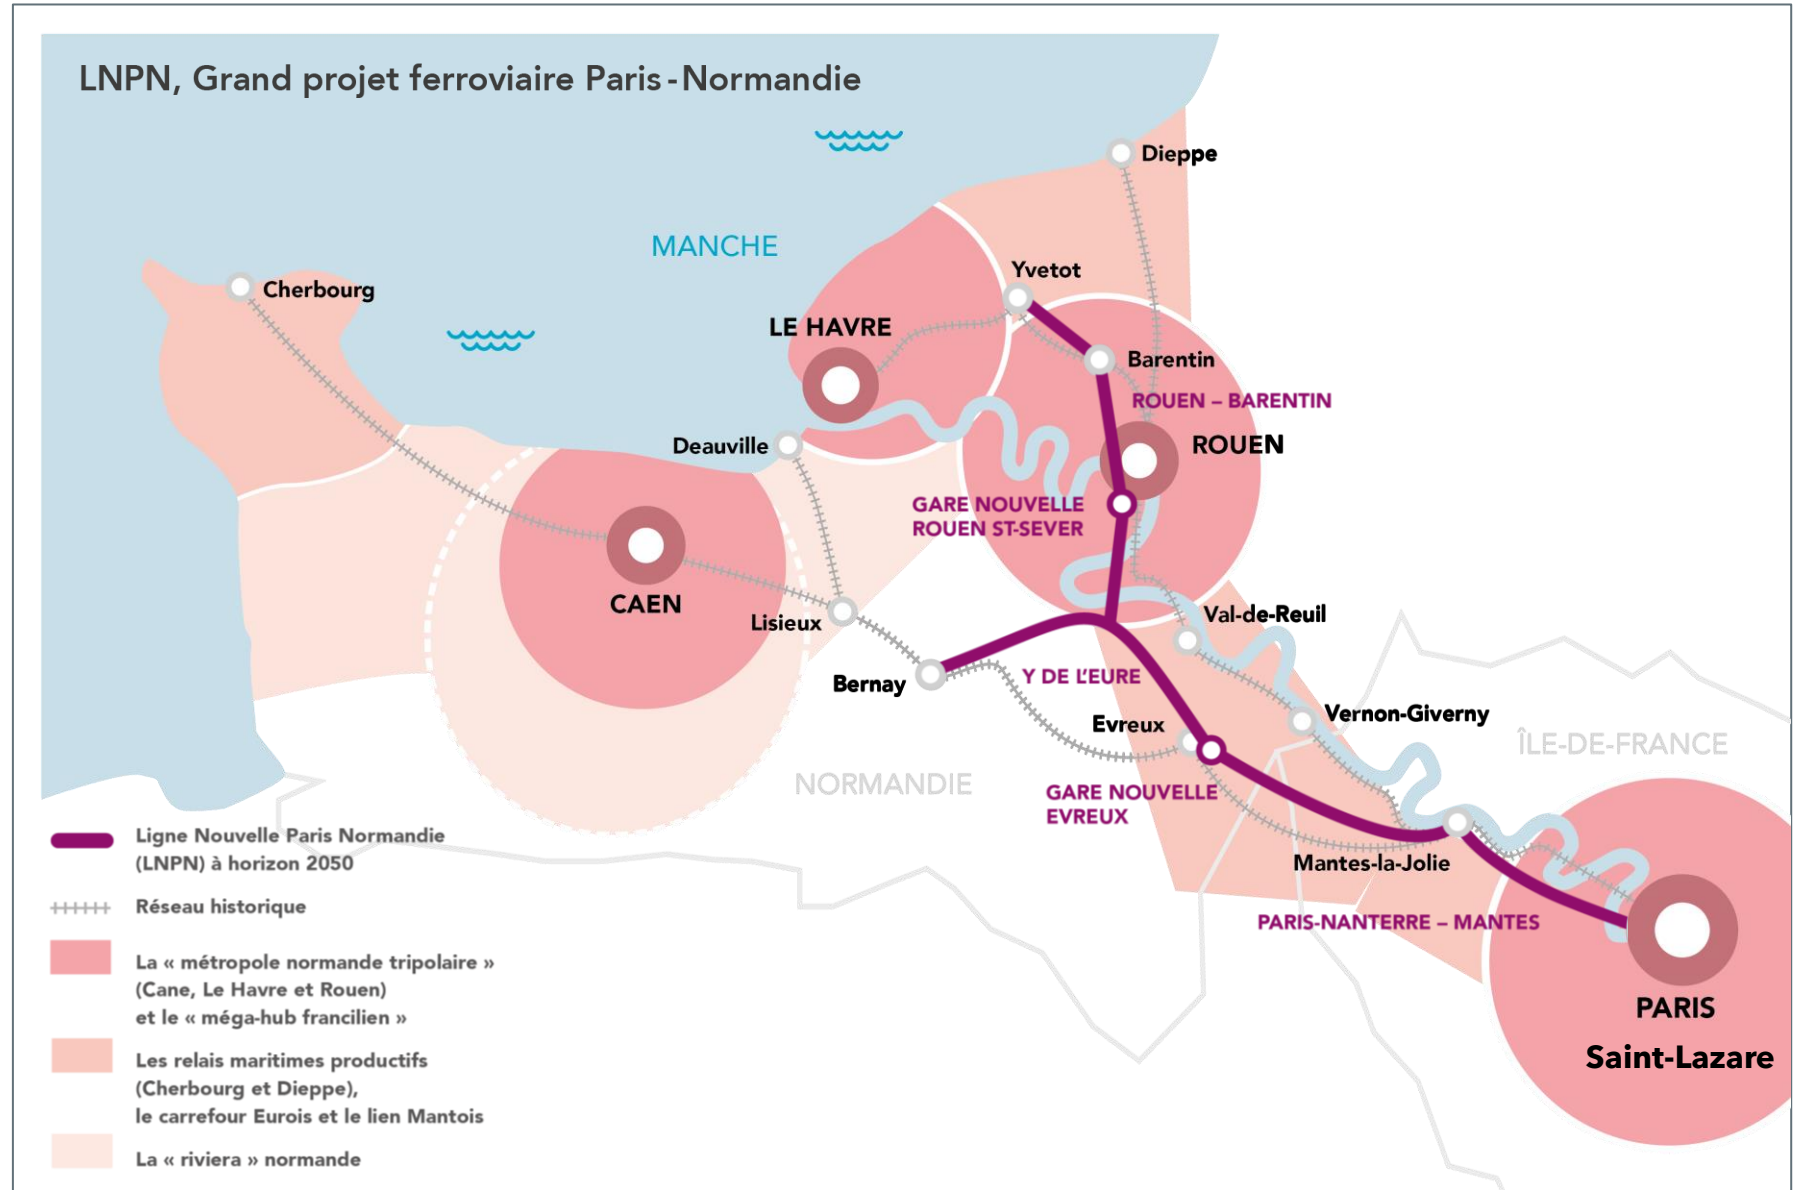 LNPN, Grand projet ferroviaire Paris-Normandie
Dieppe
MANCHE
Yvetot
Cherbourg
LE HAVRE
Barentin
ROUEN – BARENTIN
ROUEN
Deauville
GARE NOUVELLE
ROUEN ST-SEVER
CAEN
Lisieux
Val-de-Reuil
Bernay
Y DE L'EURE
Evreux
Vernon-Giverny
ÎLE-DE-FRANCE
NORMANDIE
GARE NOUVELLE
EVREUX
Mantes-la-Jolie
PARIS-NANTERRE – MANTES
PARIS
Saint-Lazare
Ligne Nouvelle Paris Normandie
(LNPN) à horizon 2050
Réseau historique
La « métropole normande tripolaire »
(Cane, Le Havre et Rouen)
et le « méga-hub francilien »
Les relais maritimes productifs
(Cherbourg et Dieppe),
le carrefour Eurois et le lien Mantois
La « riviera » normande